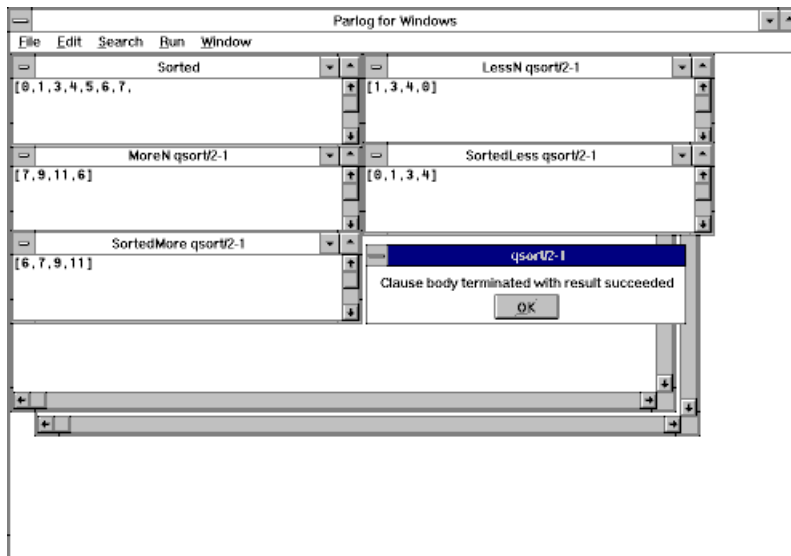 Parlog for Windows
File Edit Search Run Window
Sorted
[0,1,3,4,5,6,7,
LessN qsort/2-1
[1,3,4,0]
MoreN qsort/2-1
[7,9,11,6]
SortedLess qsort/2-1
[0,1,3,4]
SortedMore qsort/2-1
[6,7,9,11]
qsort/2-1
Clause body terminated with result succeeded
OK